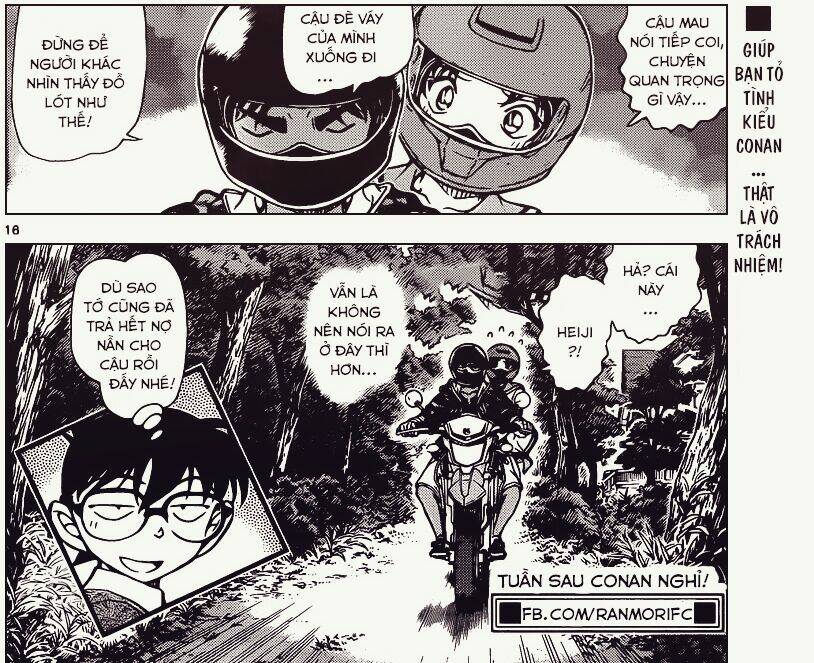 CẬU MAU
NÓI TIẾP COI,
CHUYỆN
QUAN TRỌNG
GÌ VẬY...
CẬU ĐÈ VÁY
CỦA MÌNH
XUỐNG ĐI
...
ĐỪNG ĐỂ
NGƯỜI KHÁC
NHÌN THẤY ĐỒ
LÓT NHƯ
THẾ!
GIÚP
BẠN TỎ
TÌNH
KIỂU
CONAN
...
THẬT
LÀ VÔ
TRÁCH
NHIỆM!
16
HẢ? CÁI
NÀY
...
HEIJI
?!
VẪN LÀ
KHÔNG
NÊN NÓI RA
Ở ĐÂY THÌ
HƠN...
DÙ SAO
TỚ CŨNG ĐÃ
TRẢ HẾT NỢ
NẦN CHO
CẬU RỒI
ĐẤY NHÉ!
TUẦN SAU CONAN NGHỈ!
FB.COM/RANMORIFC